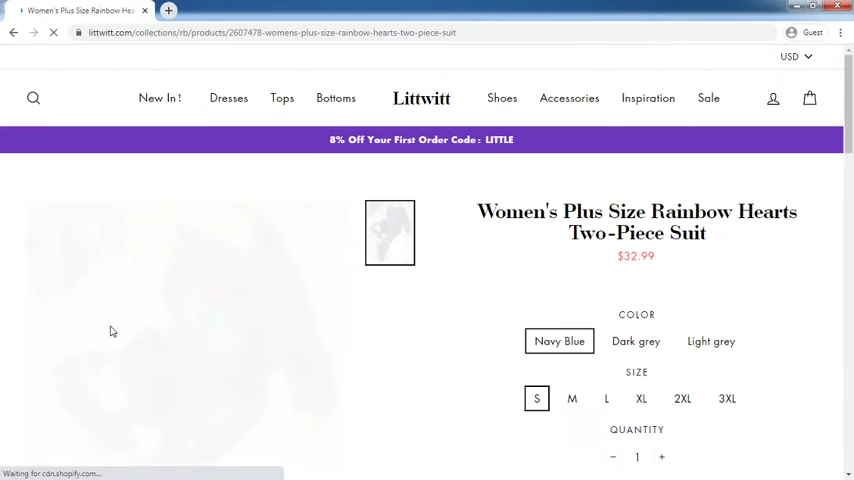 Women's Plus Size Rainbow Hear
Guest
littwitt.com/collections/rb/products/2607478-womens-plus-size-rainbow-hearts-two-piece-suit
USD
New In!
Dresses
Tops
Bottoms
Littwitt
Shoes
Accessories
Inspiration
Sale
8% Off Your First Order Code: LITTLE
Women's Plus Size Rainbow Hearts
Two-Piece Suit
$32.99
COLOR
Navy Blue
Dark grey
Light grey
SIZE
S
M
L
XL
2XL
3XL
QUANTITY
− 1 +
Waiting for cdn.shopify.com...